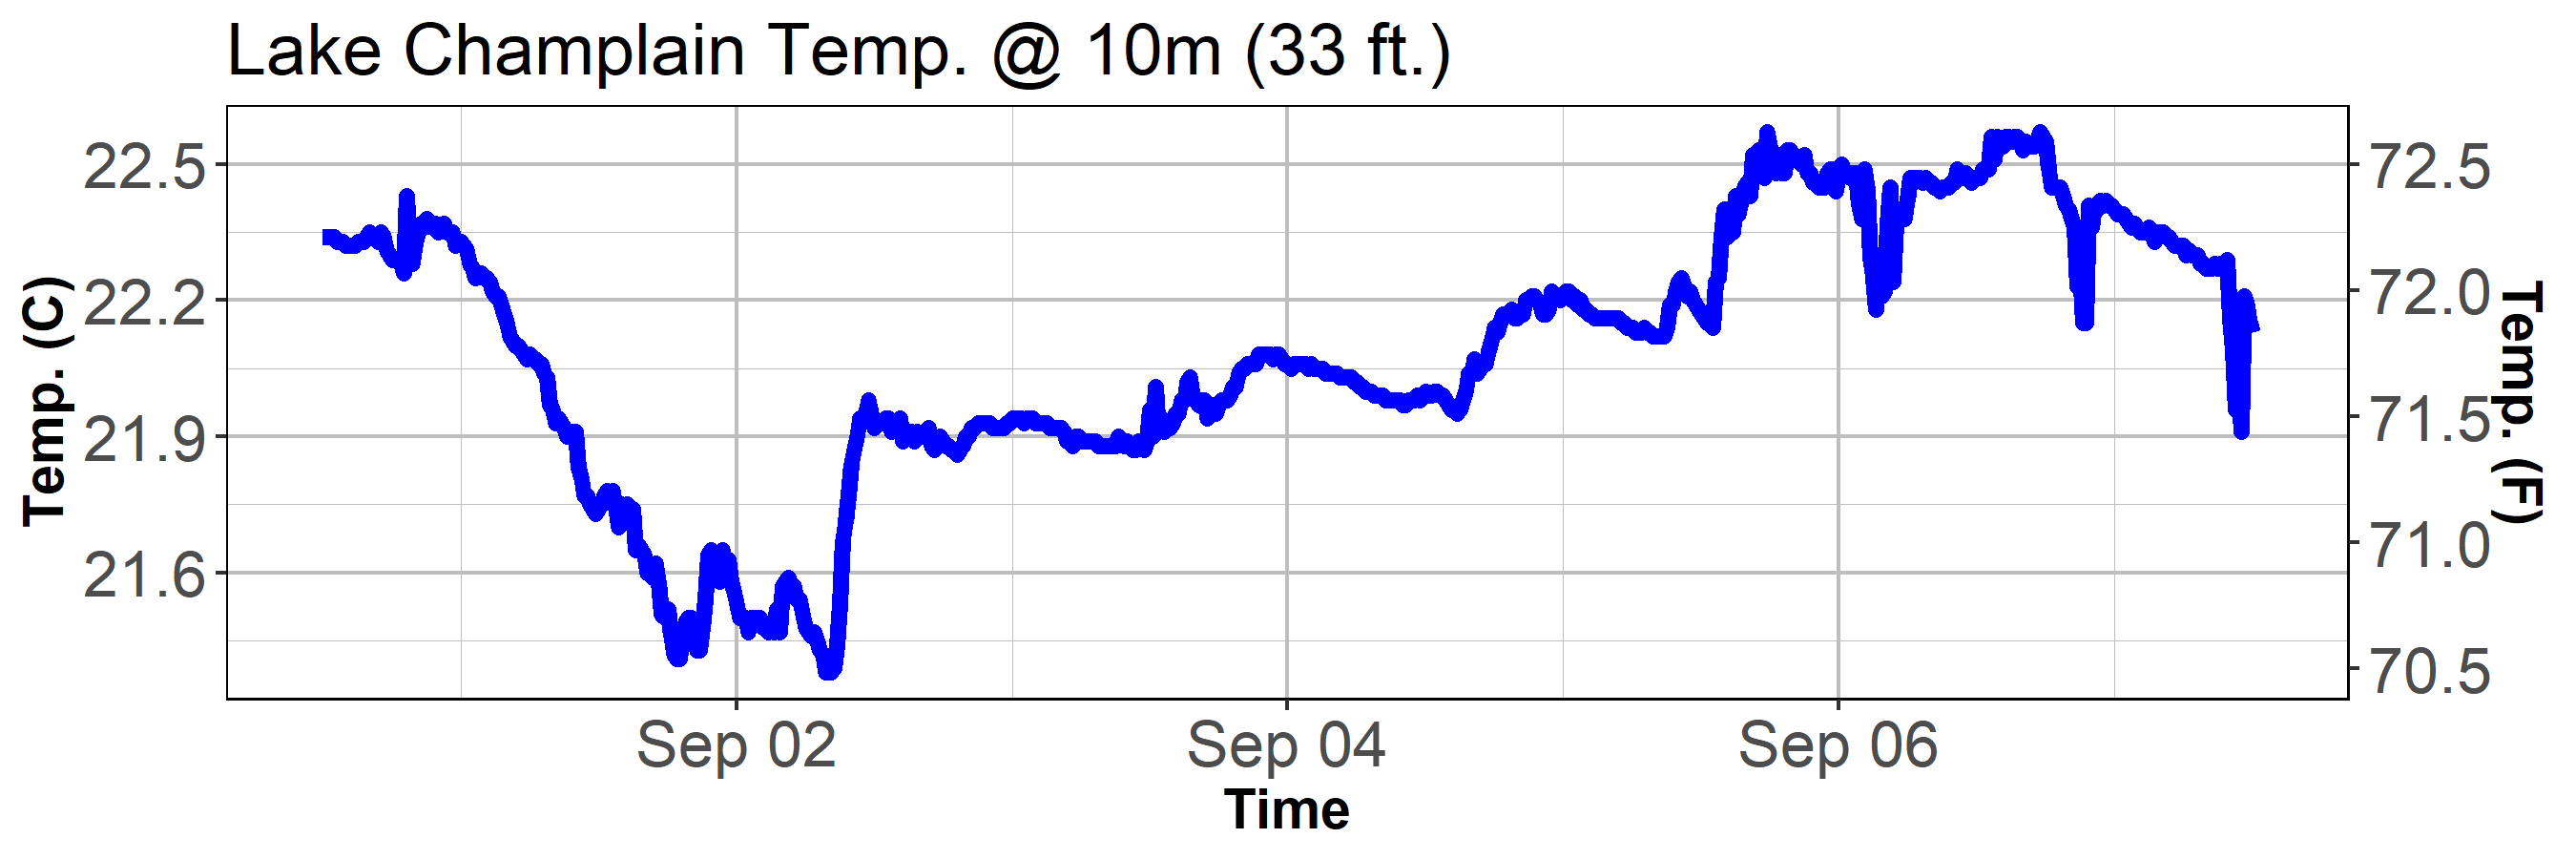 Lake Champlain Temp. @ 10m (33 ft.)
Temp. (C)
22.5
22.2
21.9
21.6
72.5
72.0
71.5
71.0
70.5
Temp. (F)
Sep 02
Sep 04
Sep 06
Time